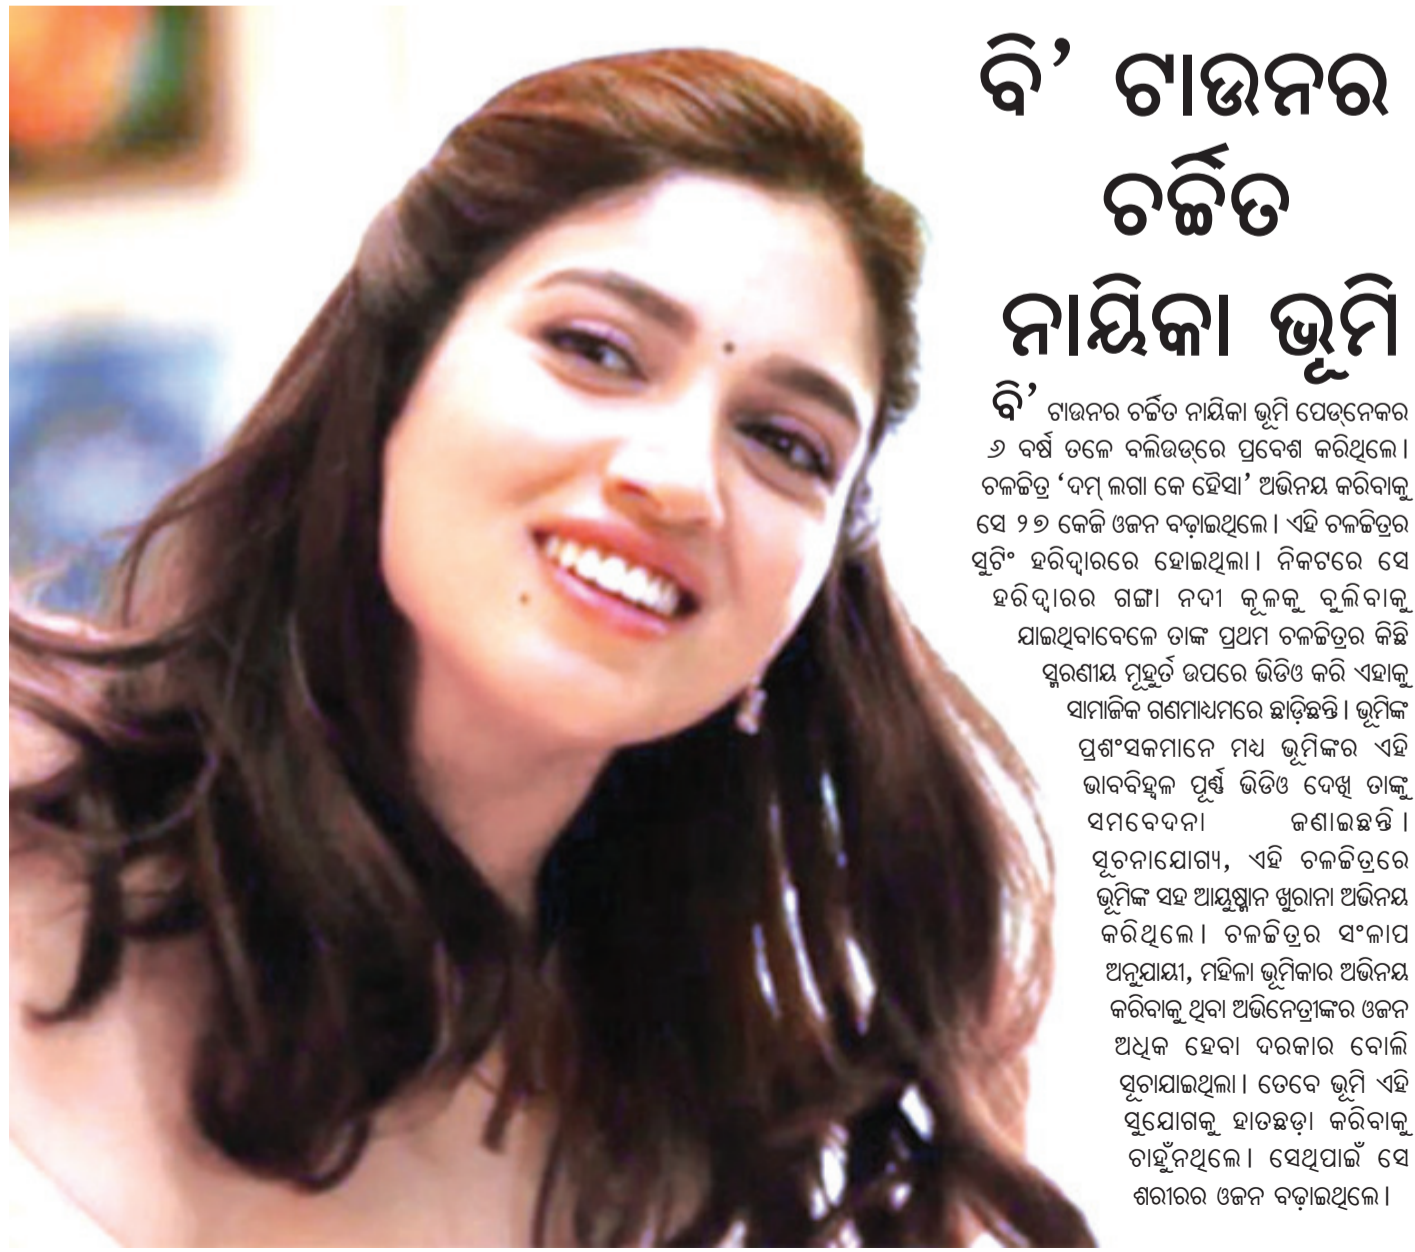 ବି’ ଟାଉନର
ଚର୍ଚ୍ଚିତ
ନାୟିକା ଭୂମି
ବି’ ଟାଉନର ଚର୍ଚ୍ଚିତ ନାୟିକା ଭୂମି ପେଡ୍‌ନେକର
୬ ବର୍ଷ ତଳେ ବଲିଉଡ୍‌ରେ ପ୍ରବେଶ କରିଥିଲେ।
ଚଳଚ୍ଚିତ୍ର ‘ଦମ୍ ଲଗା କେ ହୈସା’ ଅଭିନୟ କରିବାକୁ
ସେ ୨୭ କେଜି ଓଜନ ବଢ଼ାଇଥିଲେ। ଏହି ଚଳଚ୍ଚିତ୍ରର
ସୁଟିଂ ହରିଦ୍ୱାରରେ ହୋଇଥିଲା। ନିକଟରେ ସେ
ହରିଦ୍ୱାରର ଗଙ୍ଗା ନଦୀ କୂଳକୁ ବୁଲିବାକୁ
ଯାଇଥିବାବେଳେ ତାଙ୍କ ପ୍ରଥମ ଚଳଚ୍ଚିତ୍ରର କିଛି
ସ୍ମରଣୀୟ ମୂହୁର୍ତ ଉପରେ ଭିଡିଓ କରି ଏହାକୁ
ସାମାଜିକ ଗଣମାଧ୍ୟମରେ ଛାଡ଼ିଛନ୍ତି। ଭୂମିଙ୍କ
ପ୍ରଶଂସକମାନେ ମଧ୍ୟ ଭୂମିଙ୍କର ଏହି
ଭାବବିହ୍ୱଳ ପୂର୍ଣ୍ଣ ଭିଡିଓ ଦେଖି ତାଙ୍କୁ
ସମବେଦନା ଜଣାଇଛନ୍ତି।
ସୂଚନାଯୋଗ୍ୟ, ଏହି ଚଳଚ୍ଚିତ୍ରରେ
ଭୂମିଙ୍କ ସହ ଆୟୁଷ୍ମାନ ଖୁରାନା ଅଭିନୟ
କରିଥିଲେ। ଚଳଚ୍ଚିତ୍ରର ସଂଳାପ
ଅନୁଯାୟୀ, ମହିଳା ଭୂମିକାର ଅଭିନୟ
କରିବାକୁ ଥିବା ଅଭିନେତ୍ରୀଙ୍କର ଓଜନ
ଅଧିକ ହେବା ଦରକାର ବୋଲି
ସୂଚାଯାଇଥିଲା। ତେବେ ଭୂମି ଏହି
ସୁଯୋଗକୁ ହାତଛଡ଼ା କରିବାକୁ
ଚାହୁଁନଥିଲେ। ସେଥିପାଇଁ ସେ
ଶରୀରର ଓଜନ ବଢ଼ାଇଥିଲେ।